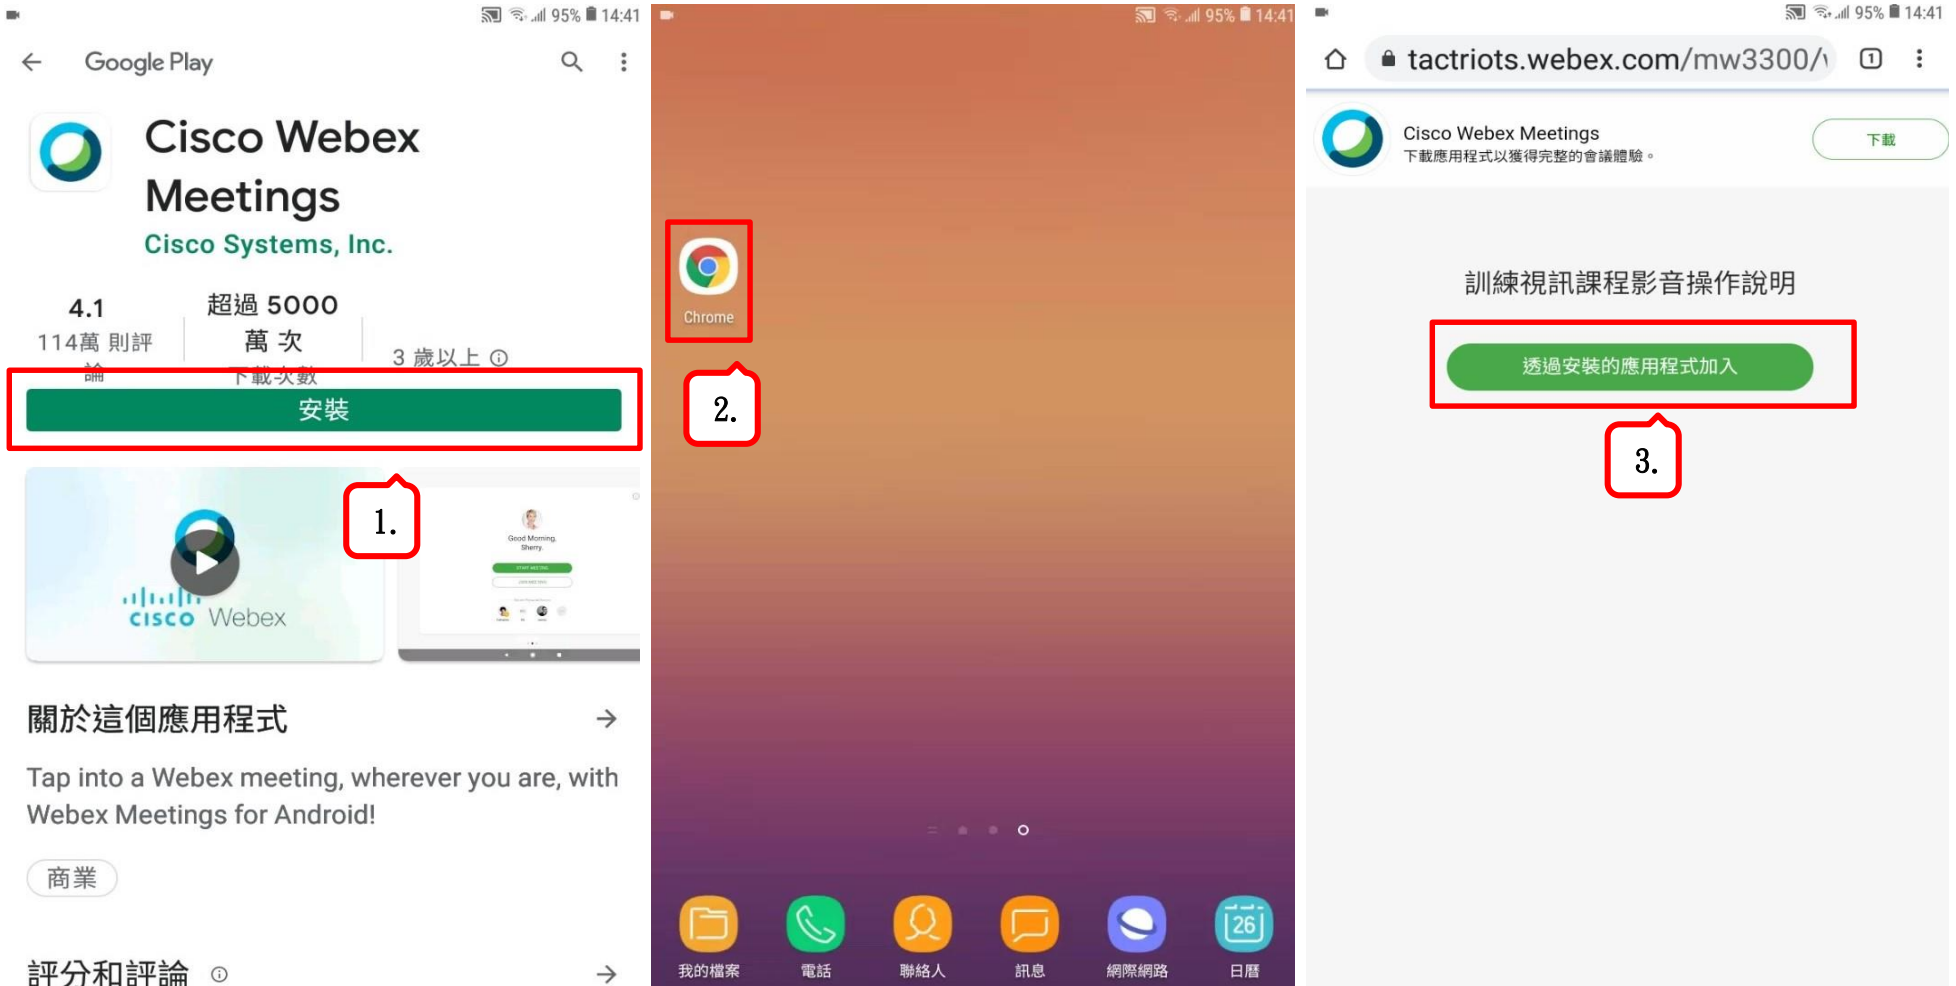 95% 14:41
Google Play
Cisco Webex
Meetings
Cisco Systems, Inc.
4.1
114萬 則評
論
超過 5000
萬 次
下載次數
3 歲以上
安裝
1.
CISCO Webex
Good Morning,
Sherry.
START MEETING
關於這個應用程式
Tap into a Webex meeting, wherever you are, with
Webex Meetings for Android!
商業
評分和評論
95% 14:41
Chrome
2.
我的檔案
電話
聯絡人
訊息
網際網路
26
日曆
95% 14:41
tactriots.webex.com/mw3300/
1
Cisco Webex Meetings
下載應用程式以獲得完整的會議體驗。
下載
訓練視訊課程影音操作說明
透過安裝的應用程式加入
3.